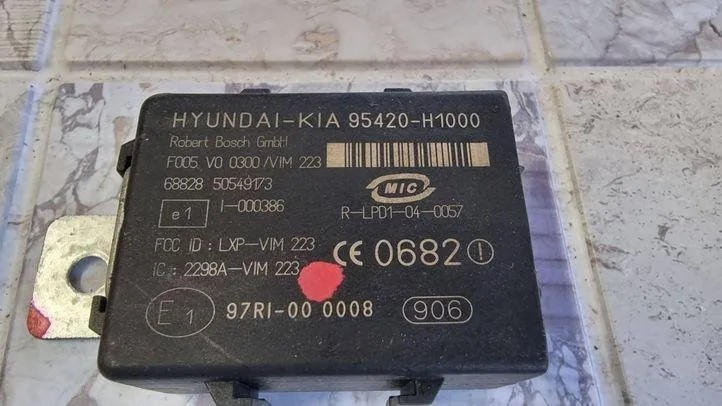 HYUNDAI-KIA 95420-H1000
Robert Bosch GmbH
F005 V0 0300/VIM 223
68828 50549173
MIC
e1 I-000386
R-LPD1-04-0057
FCC ID : LXP-VIM 223
IC : 2298A-VIM 223
CE 0682 !
E1 97RI-00 0008 906